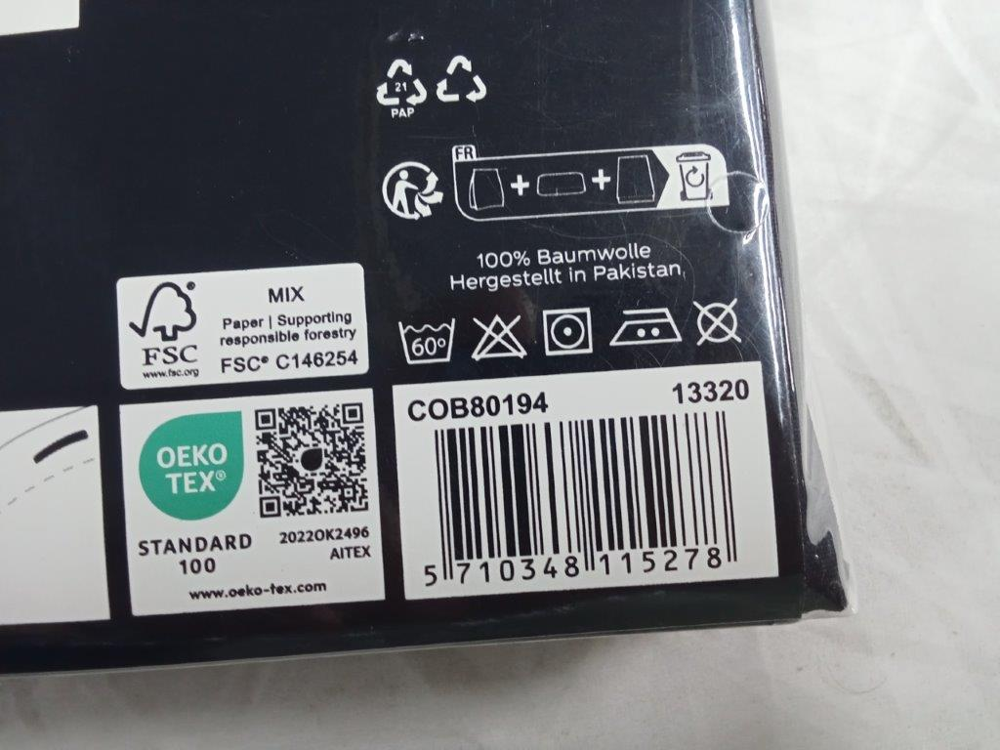 21
PAP
FR
100% Baumwolle
Hergestellt in Pakistan
60°
FSC®
www.fsc.org
MIX
Paper | Supporting
responsible forestry
FSC® C146254
OEKO
TEX®
STANDARD
100
2022OK2496
AITEX
www.oeko-tex.com
COB80194 13320
5 710348 115278